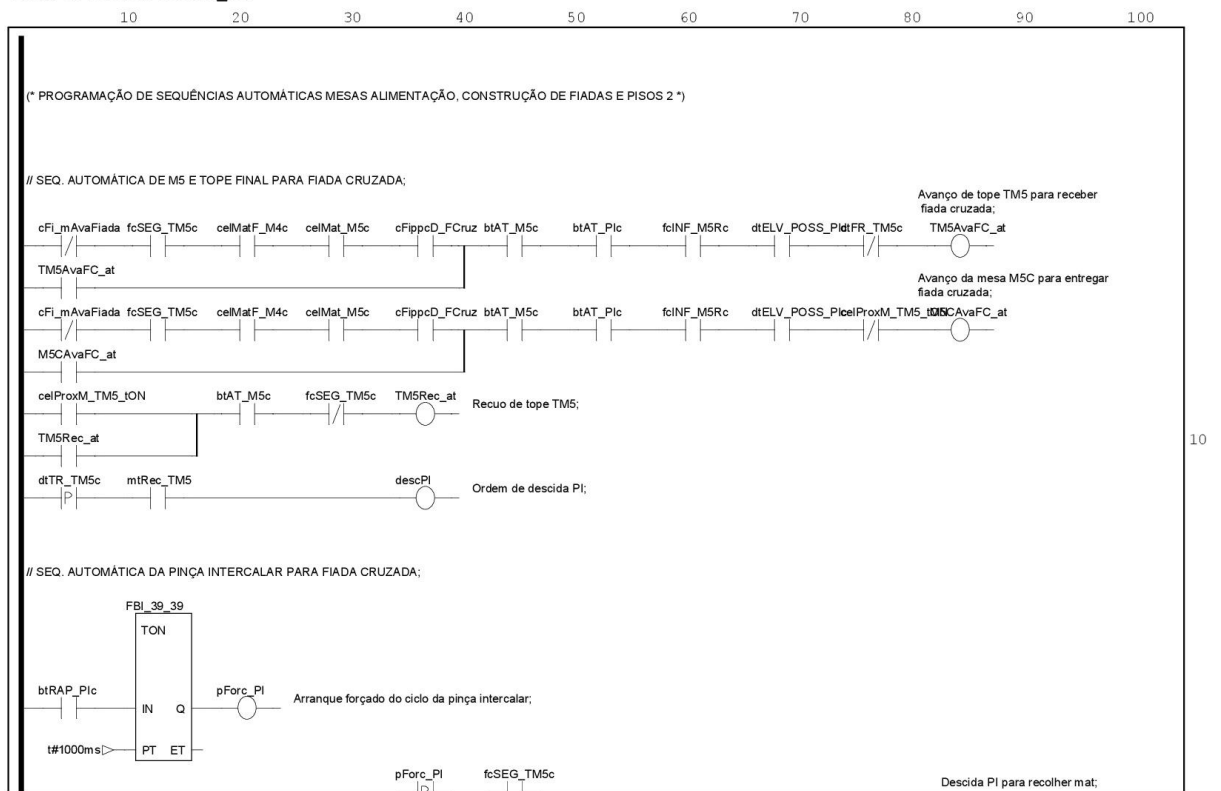 10 20 30 40 50 60 70 80 90 100
(* PROGRAMAÇÃO DE SEQUÊNCIAS AUTOMÁTICAS MESAS ALIMENTAÇÃO, CONSTRUÇÃO DE FIADAS E PISOS 2 *)
// SEQ. AUTOMÁTICA DE M5 E TOPE FINAL PARA FIADA CRUZADA;
Avanço de tope TM5 para receber
fiada cruzada;
cFi_mAvaFiada fcSEG_TM5c celMatF_M4c celMat_M5c cFippcD_FCruz btAT_M5c btAT_PIc fcINF_M5Rc dtELV_POSS_PIc dtFR_TM5c TM5AvaFC_at
TM5AvaFC_at
Avanço da mesa M5C para entregar
fiada cruzada;
cFi_mAvaFiada fcSEG_TM5c celMatF_M4c celMat_M5c cFippcD_FCruz btAT_M5c btAT_PIc fcINF_M5Rc dtELV_POSS_PIc celProxM_TM5_tON M5CAvaFC_at
M5CAvaFC_at
celProxM_TM5_tON btAT_M5c fcSEG_TM5c TM5Rec_at Recuo de tope TM5;
TM5Rec_at
10
dtTR_TM5c mtRec_TM5 descPI Ordem de descida PI;
P
// SEQ. AUTOMÁTICA DA PINÇA INTERCALAR PARA FIADA CRUZADA;
FBI_39_39
TON
btRAP_PIc pForc_PI Arranque forçado do ciclo da pinça intercalar;
IN Q
t#1000ms PT ET
pForc_PI fcSEG_TM5c Descida PI para recolher mat;
P